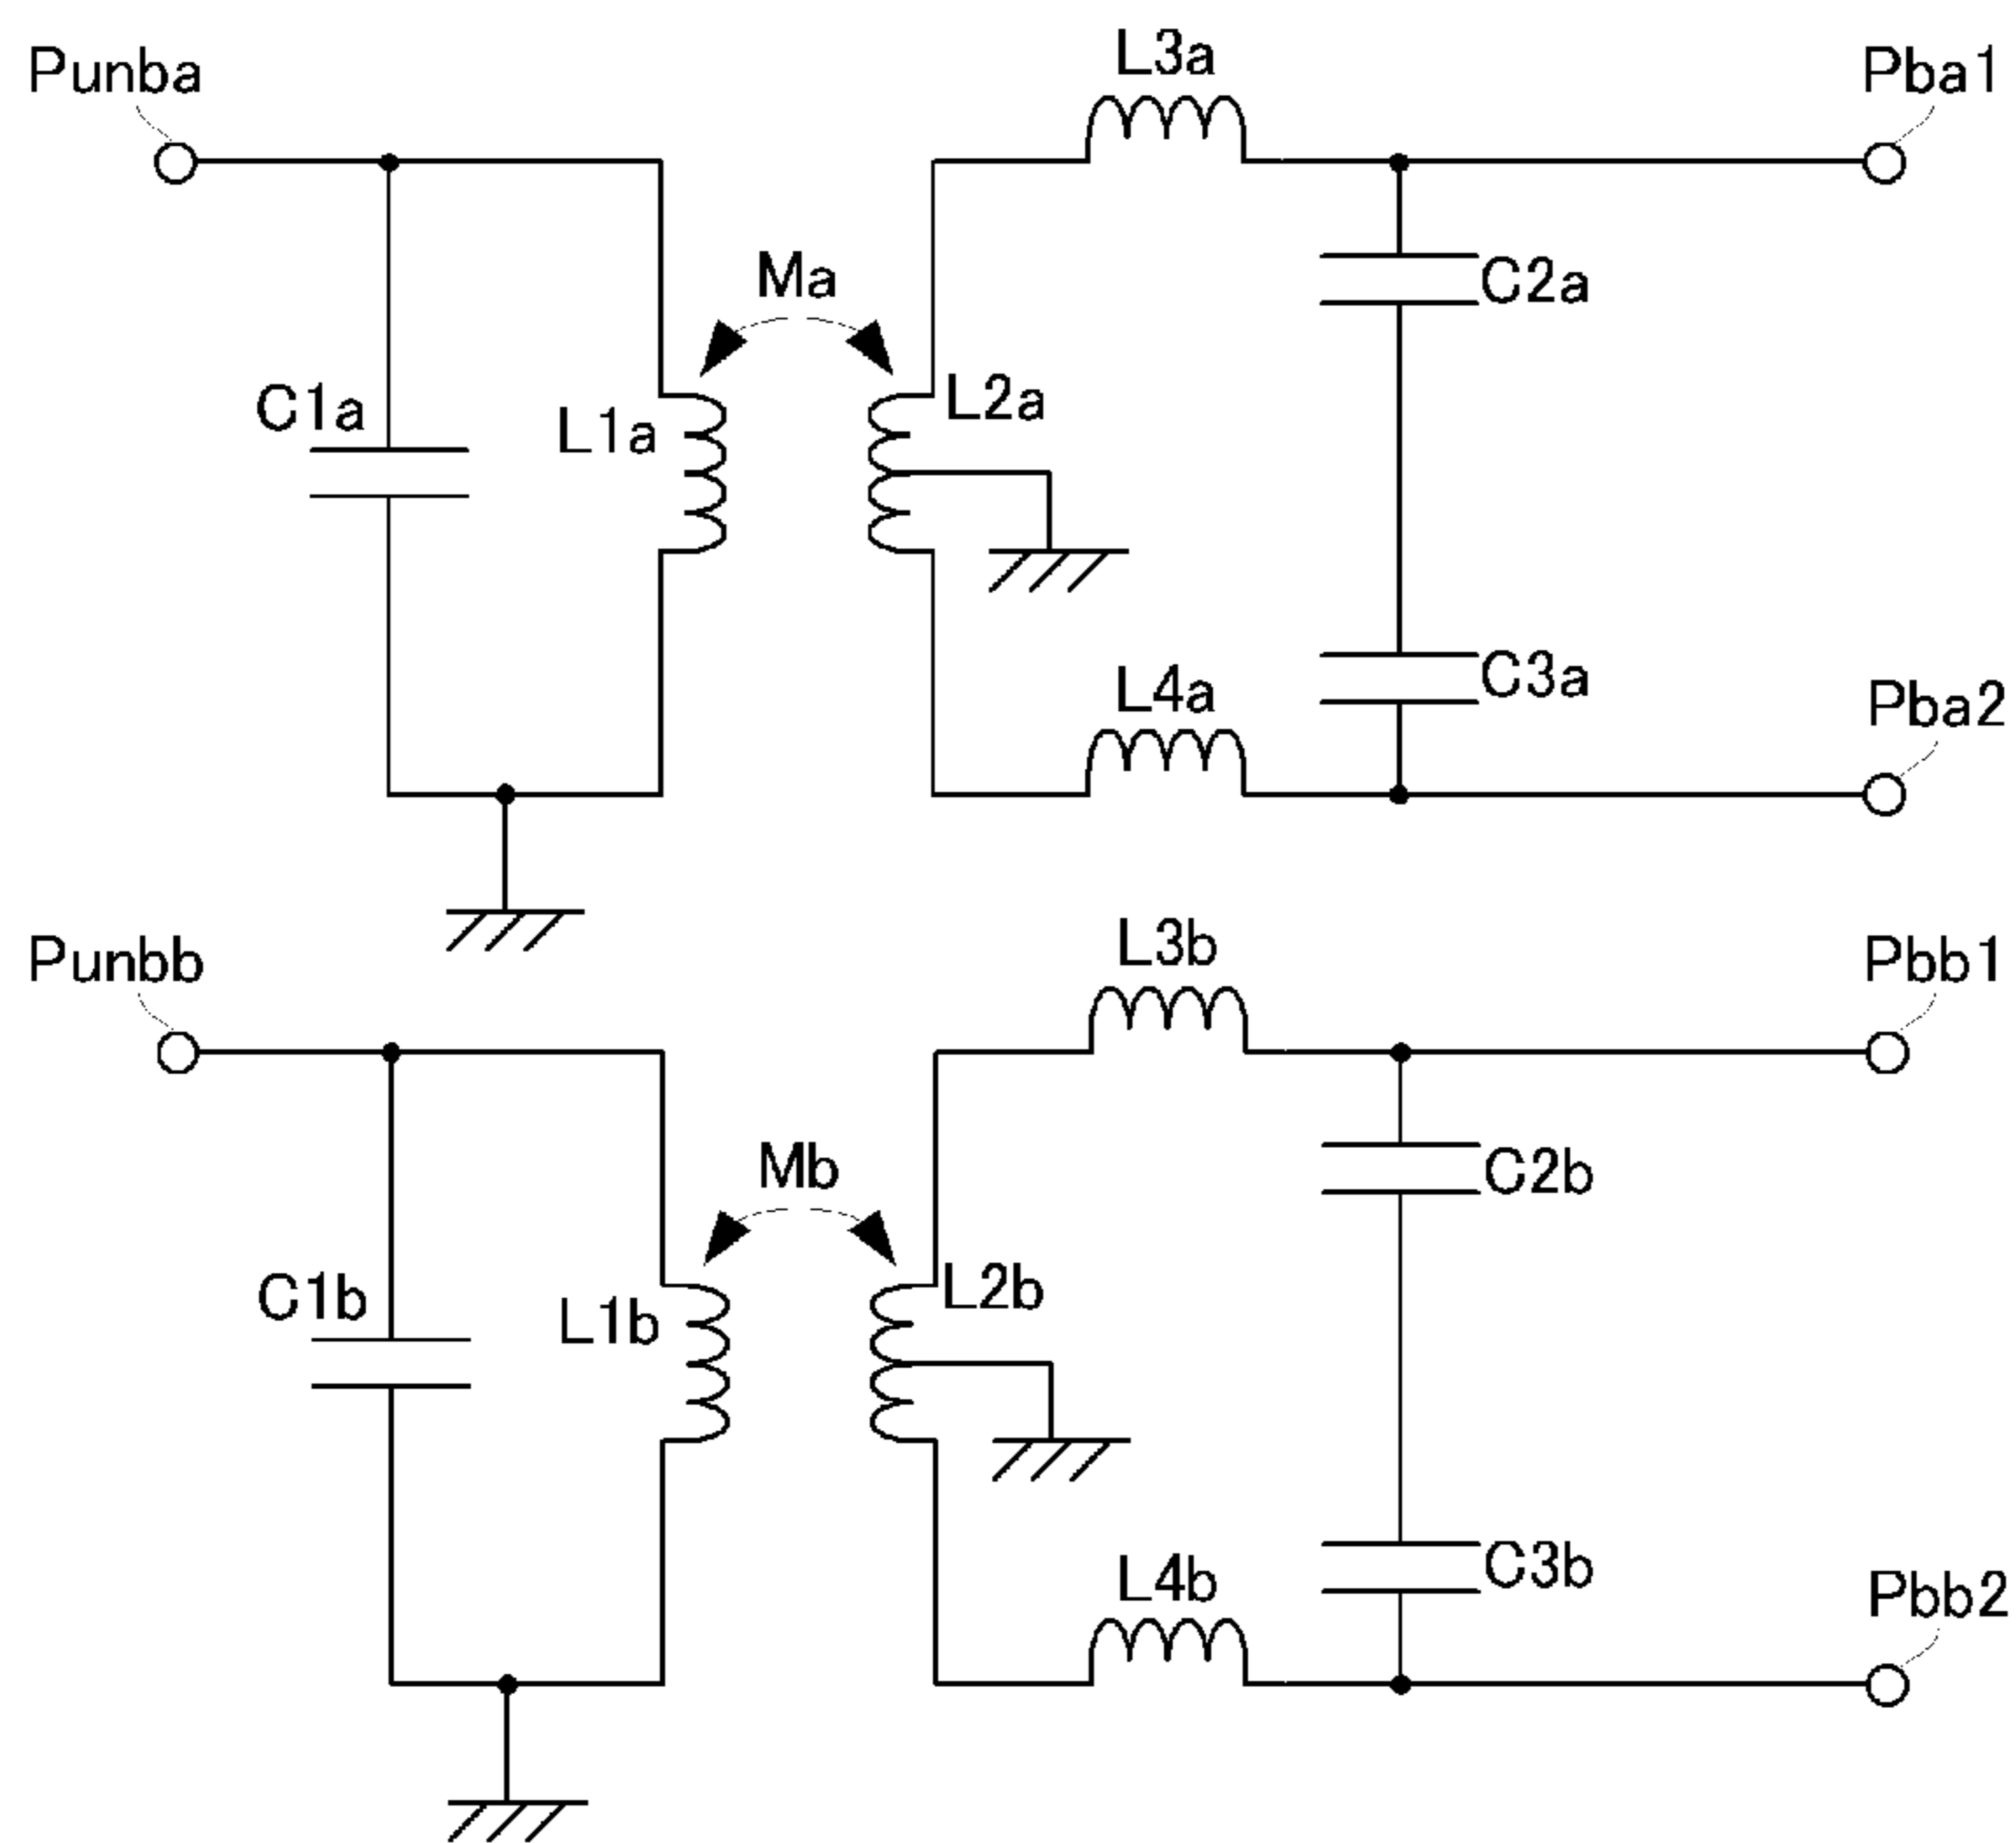 L3a
Punba
Pba1
Ma
C2a
L2a
C1a
L1a
C3a
L4a
Pba2
L3b
Punbb
Pbb1
Mb
C2b
L2b
C1b
L1b
C3b
L4b
Pbb2